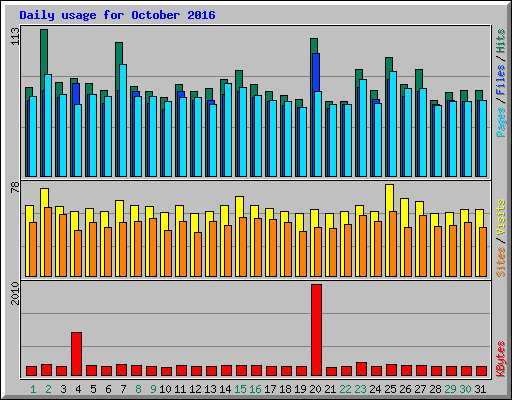 Daily usage for October 2016
113
Pages / Files / Hits
78
Sites / Visits
2010
KBytes
1 2 3 4 5 6 7 8 9 10 11 12 13 14 15 16 17 18 19 20 21 22 23 24 25 26 27 28 29 30 31